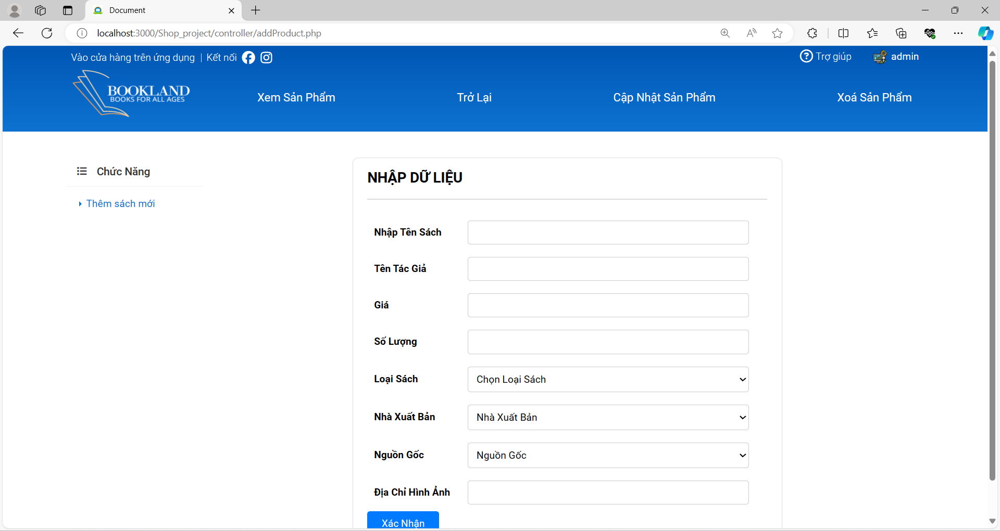 Document
localhost:3000/Shop_project/controller/addProduct.php
Vào cửa hàng trên ứng dụng | Kết nối
Trợ giúp
admin
BOOKLAND
BOOKS FOR ALL AGES
Xem Sản Phẩm
Trở Lại
Cập Nhật Sản Phẩm
Xoá Sản Phẩm
Chức Năng
Thêm sách mới
NHẬP DỮ LIỆU
Nhập Tên Sách
Tên Tác Giả
Giá
Số Lượng
Loại Sách
Chọn Loại Sách
Nhà Xuất Bản
Nhà Xuất Bản
Nguồn Gốc
Nguồn Gốc
Địa Chỉ Hình Ảnh
Xác Nhận